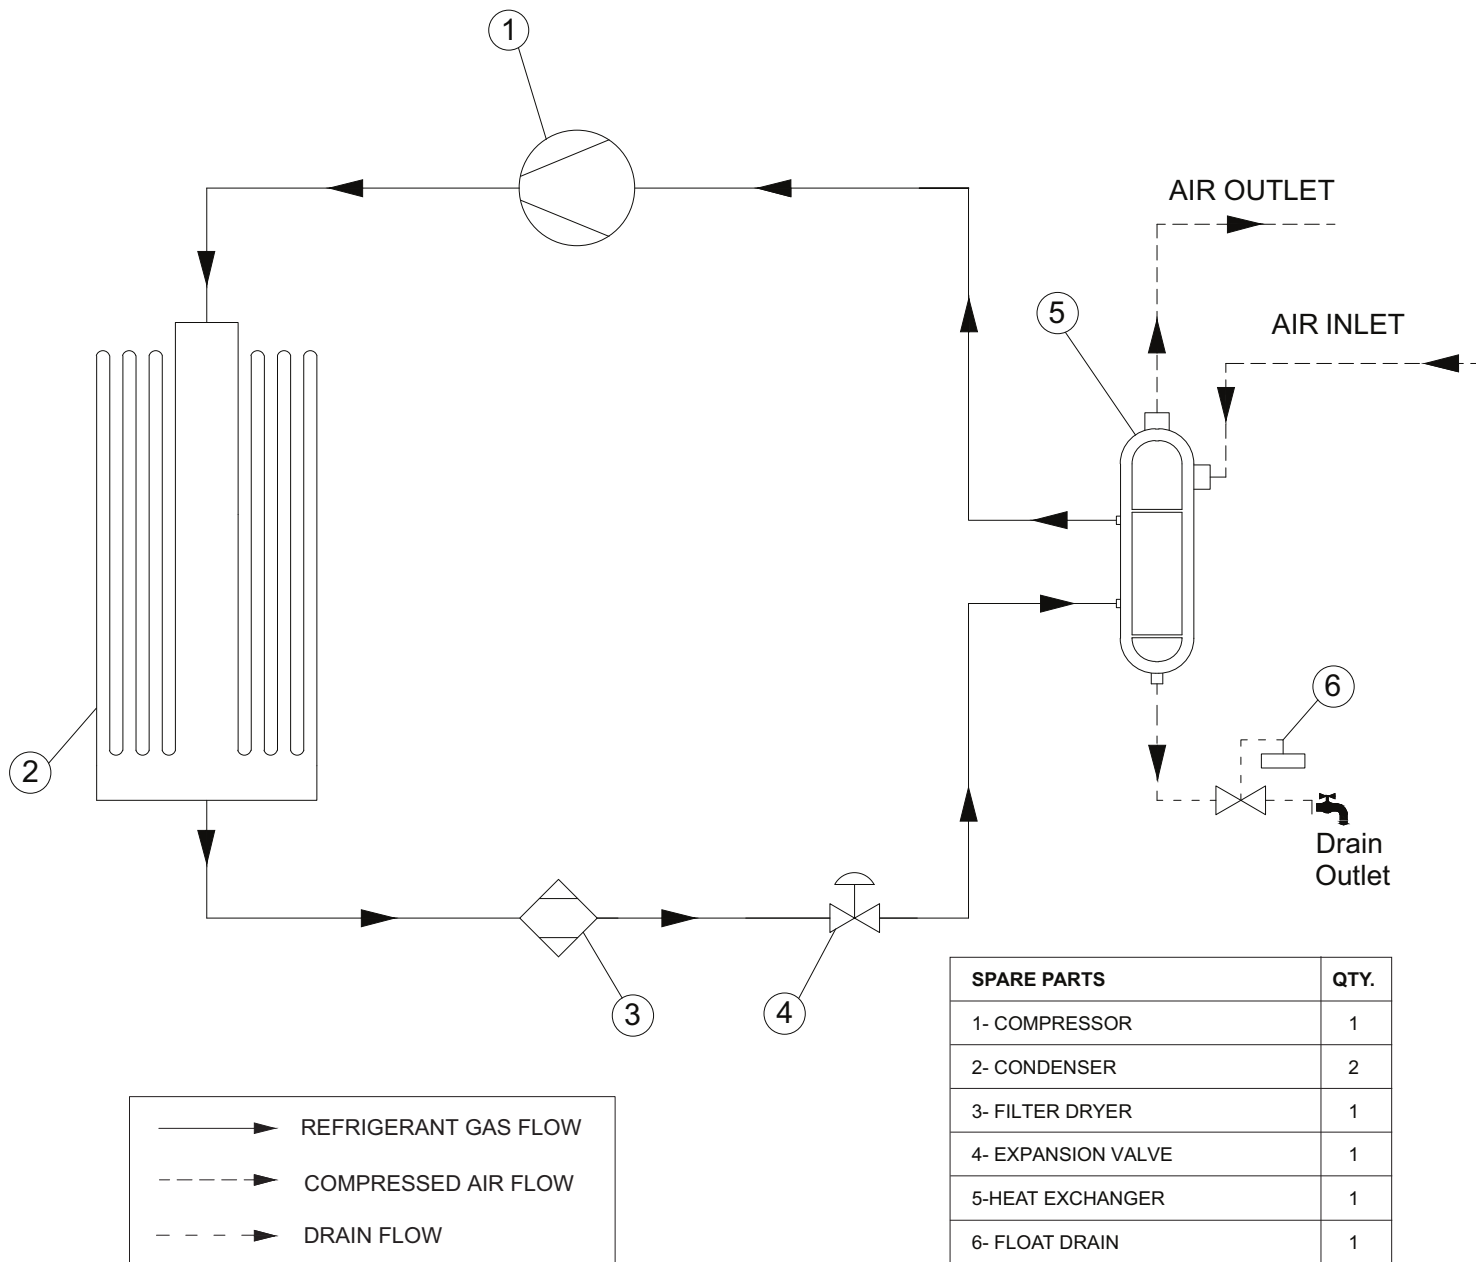 1
AIR OUTLET
5
AIR INLET
6
2
Drain
Outlet
3
4
SPARE PARTS QTY.
1- COMPRESSOR 1
2- CONDENSER 2
3- FILTER DRYER 1
4- EXPANSION VALVE 1
5-HEAT EXCHANGER 1
6- FLOAT DRAIN 1
REFRIGERANT GAS FLOW
COMPRESSED AIR FLOW
DRAIN FLOW